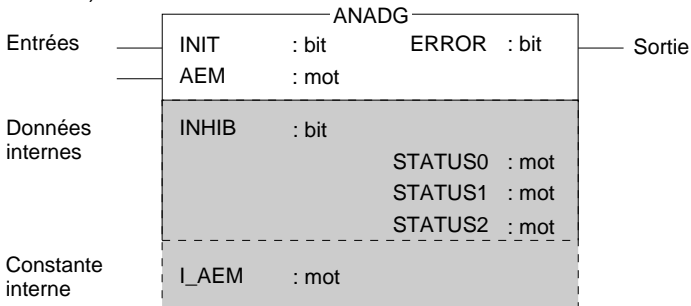 ANADG
Entrées INIT : bit ERROR : bit Sortie
AEM : mot
Données internes INHIB : bit
STATUS0 : mot
STATUS1 : mot
STATUS2 : mot
Constante interne I_AEM : mot